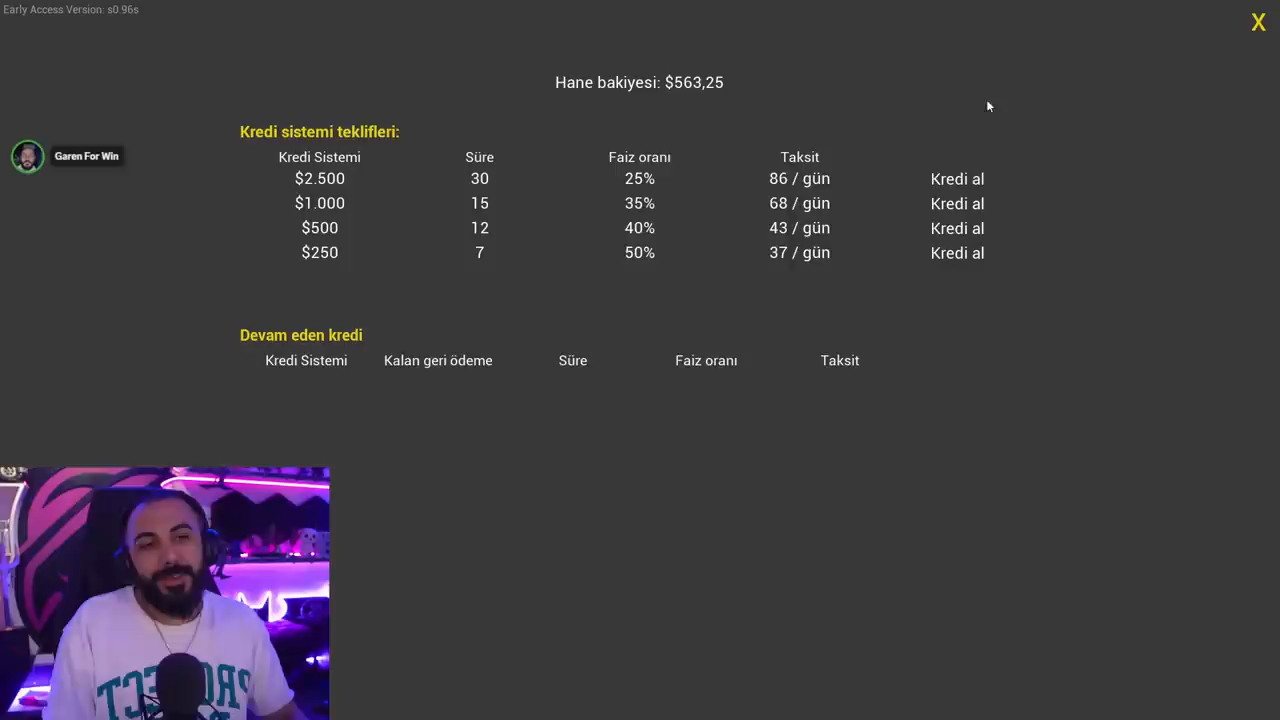 Early Access Version: s0.96s
X
Hane bakiyesi: $563,25
Kredi sistemi teklifleri:
Kredi Sistemi Süre Faiz oranı Taksit
$2.500 30 25% 86 / gün Kredi al
$1.000 15 35% 68 / gün Kredi al
$500 12 40% 43 / gün Kredi al
$250 7 50% 37 / gün Kredi al
Garen For Win
Devam eden kredi
Kredi Sistemi Kalan geri ödeme Süre Faiz oranı Taksit